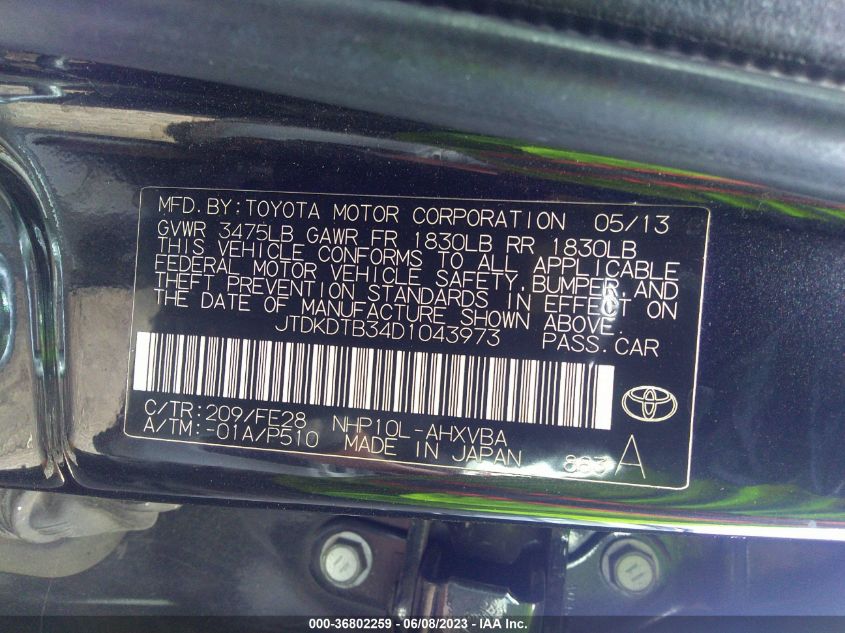 MFD.BY:TOYOTA MOTOR CORPORATION 05/13
GVWR 3475LB GAWR FR 1830LB RR 1830LB
THIS VEHICLE CONFORMS TO ALL APPLICABLE
FEDERAL MOTOR VEHICLE SAFETY,BUMPER,AND
THEFT PREVENTION STANDARDS IN EFFECT ON
THE DATE OF MANUFACTURE SHOWN ABOVE.
JTDKDTB34D1043973 PASS.CAR
C/TR:209/FE28 NHP10L-AHXVBA
A/TM:-01A/P510 MADE IN JAPAN A
000-36802259 - 06/08/2023 - IAA Inc.